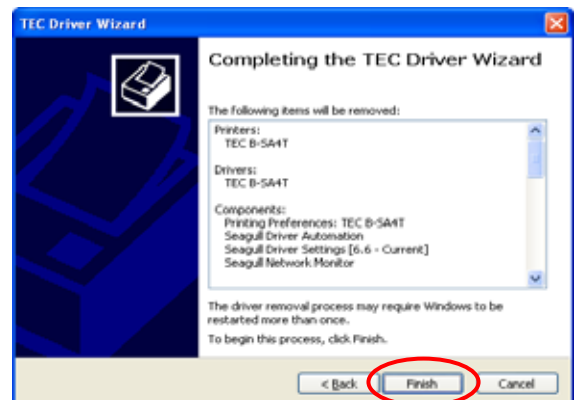 TEC Driver Wizard
Completing the TEC Driver Wizard
The following items will be removed:
Printers:
TEC B-SA4T
Drivers:
TEC B-SA4T
Components:
Printing Preferences: TEC B-SA4T
Seagull Driver Automation
Seagull Driver Settings [6.6 - Current]
Seagull Network Monitor
The driver removal process may require Windows to be
restarted more than once.
To begin this process, click Finish.
< Back Finish Cancel